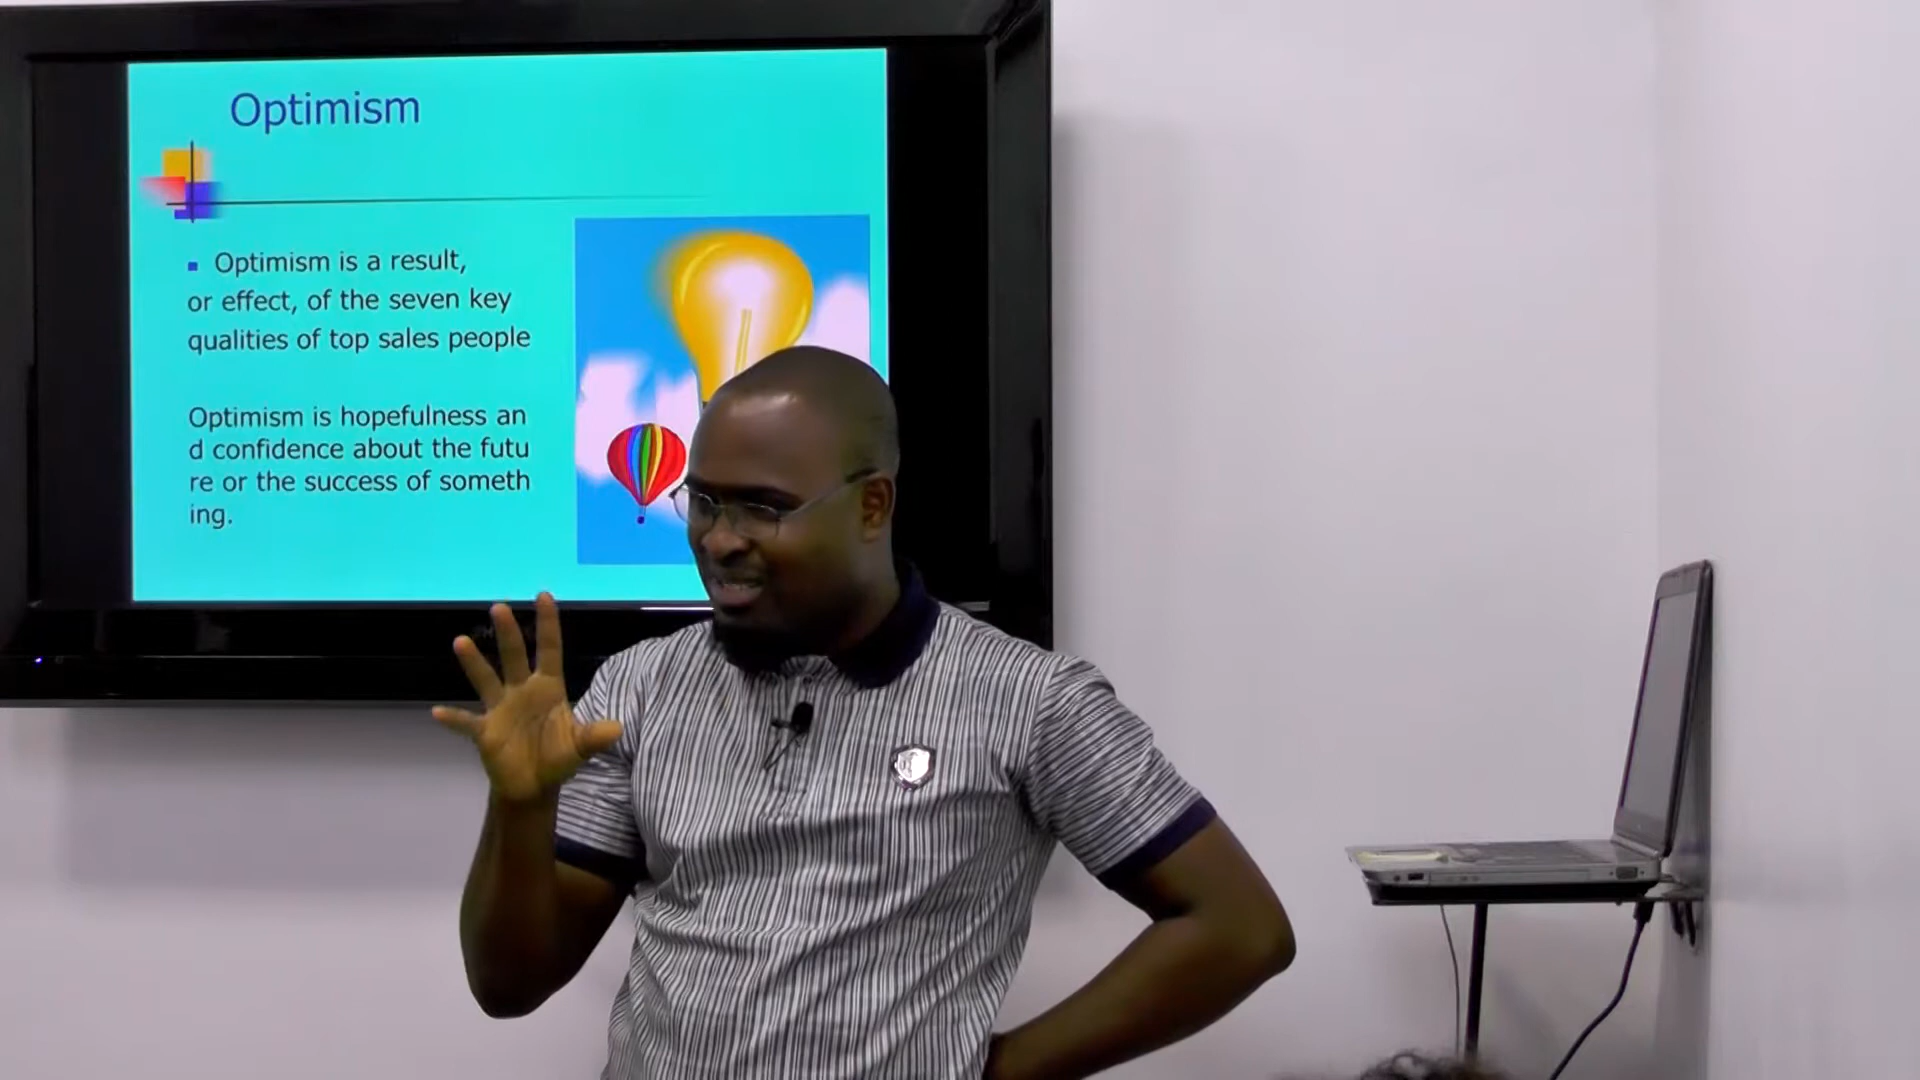 Optimism
Optimism is a result,
or effect, of the seven key
qualities of top sales people
Optimism is hopefulness an
d confidence about the futu
re or the success of someth
ing.